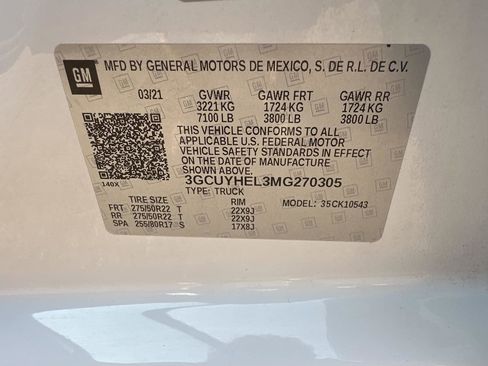 GM
MFD BY GENERAL MOTORS DE MEXICO, S. DE R.L. DE C.V.
03/21 GVWR GAWR FRT GAWR RR
3221 KG 1724 KG 1724 KG
7100 LB 3800 LB 3800 LB
THIS VEHICLE CONFORMS TO ALL
APPLICABLE U.S. FEDERAL MOTOR
VEHICLE SAFETY STANDARDS IN EFFECT
ON THE DATE OF MANUFACTURE
SHOWN ABOVE.
140X 3GCUYHEL3MG270305
TYPE: TRUCK
TIRE SIZE RIM MODEL: 35CK10543
FRT 275/50R22 T 22X9J
RR 275/50R22 T 22X9J
SPA 255/80R17 S 17X8J